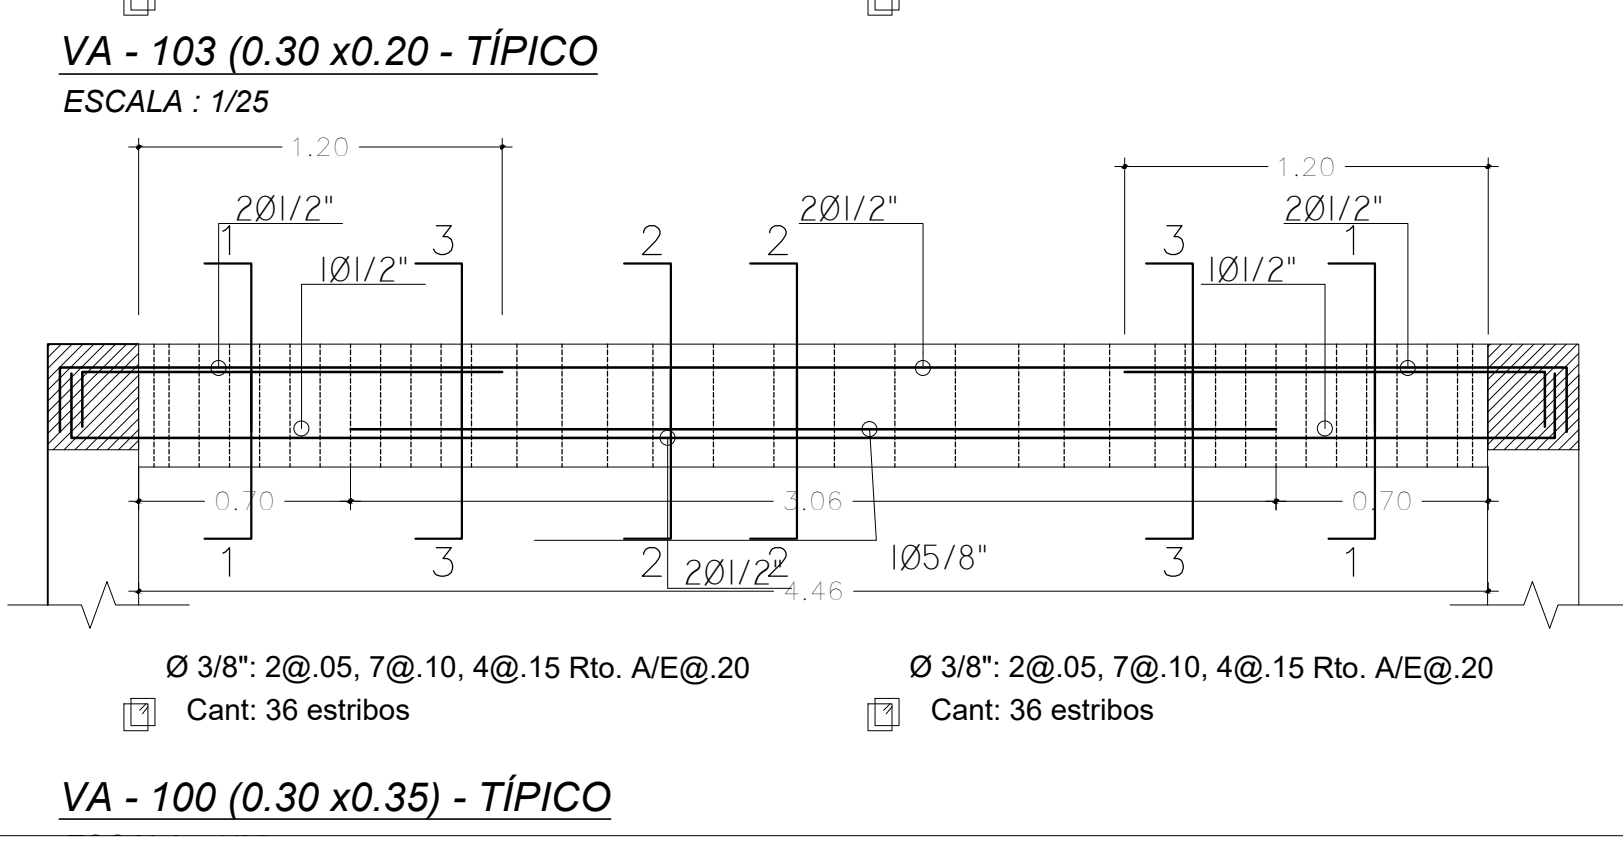 VA - 103 (0.30 x0.20 - TÍPICO
ESCALA : 1/25
1.20
1.20
2Ø1/2" 2Ø1/2" 2Ø1/2"
1 3 2 2 3 1
1Ø1/2" 1Ø1/2"
0.70 3.06 0.70
1 3 2 2 3 1
2Ø1/2" 1Ø5/8"
4.46
Ø 3/8": 2@.05, 7@.10, 4@.15 Rto. A/E@.20 Ø 3/8": 2@.05, 7@.10, 4@.15 Rto. A/E@.20
Cant: 36 estribos Cant: 36 estribos
VA - 100 (0.30 x0.35) - TÍPICO